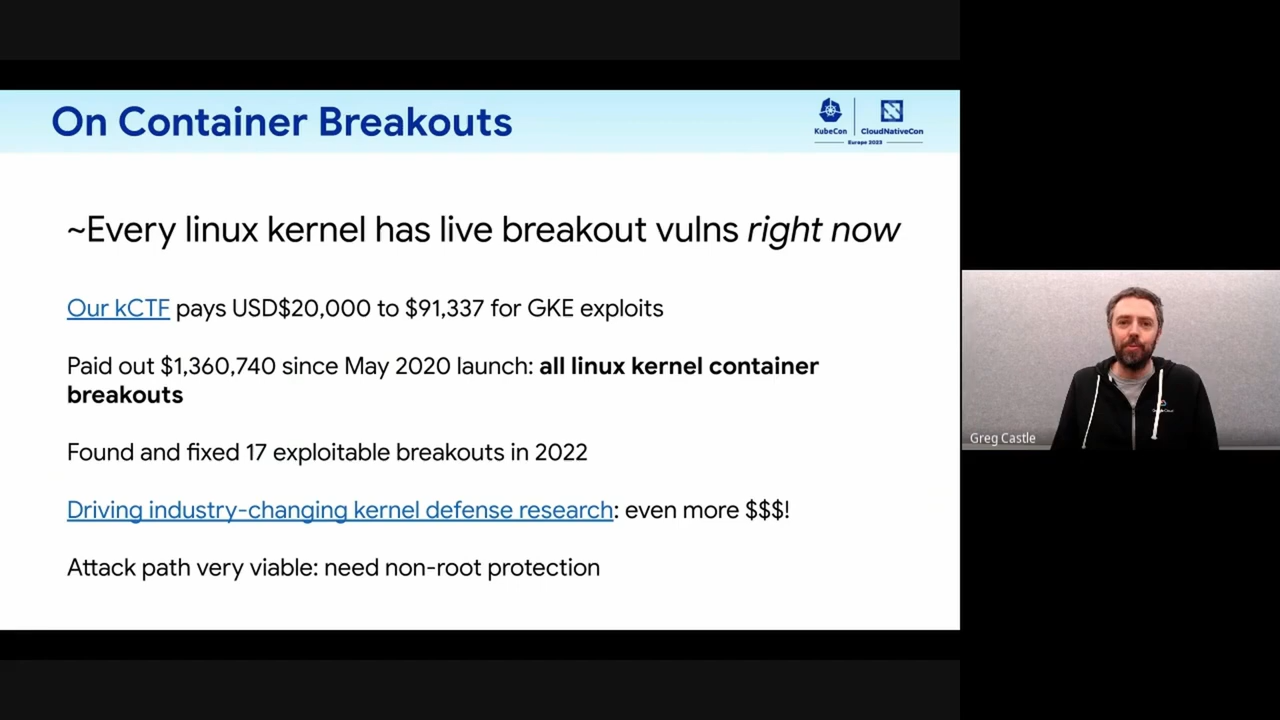 On Container Breakouts
KubeCon
CloudNativeCon
Europe 2023
~Every linux kernel has live breakout vulns right now
Our kCTF pays USD$20,000 to $91,337 for GKE exploits
Paid out $1,360,740 since May 2020 launch: all linux kernel container
breakouts
Found and fixed 17 exploitable breakouts in 2022
Driving industry-changing kernel defense research: even more $$$!
Attack path very viable: need non-root protection
Greg Castle